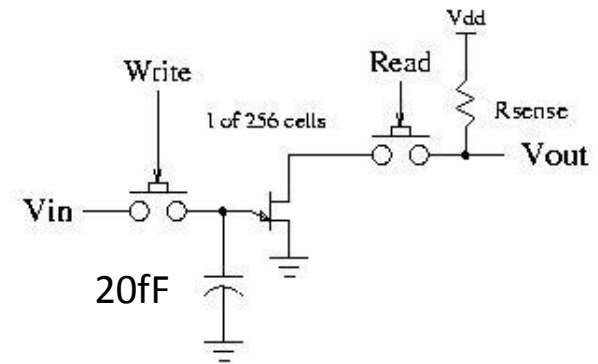 Vdd
Write
Read
1 of 256 cells
Rsense
Vin
Vout
20fF